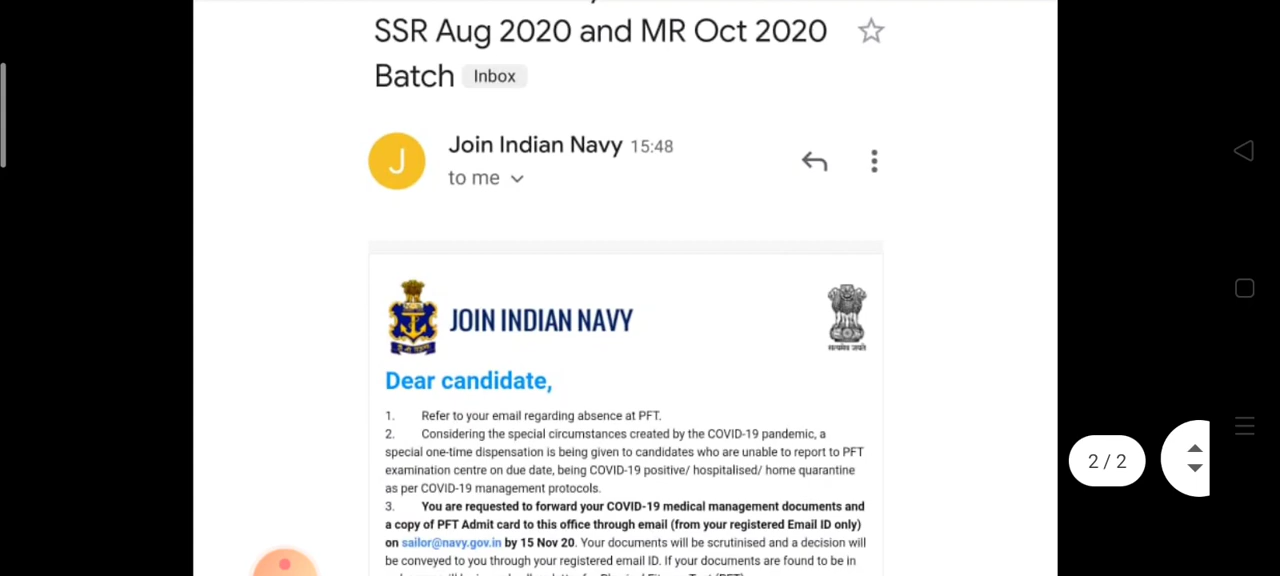 SSR Aug 2020 and MR Oct 2020
Batch Inbox
J
Join Indian Navy 15:48
to me
JOIN INDIAN NAVY
सत्यमेव जयते
Dear candidate,
1. Refer to your email regarding absence at PFT.
2. Considering the special circumstances created by the COVID-19 pandemic, a
special one-time dispensation is being given to candidates who are unable to report to PFT
examination centre on due date, being COVID-19 positive/ hospitalised/ home quarantine
as per COVID-19 management protocols.
3. You are requested to forward your COVID-19 medical management documents and
a copy of PFT Admit card to this office through email (from your registered Email ID only)
on sailor@navy.gov.in by 15 Nov 20. Your documents will be scrutinised and a decision will
be conveyed to you through your registered email ID. If your documents are found to be in
2 / 2